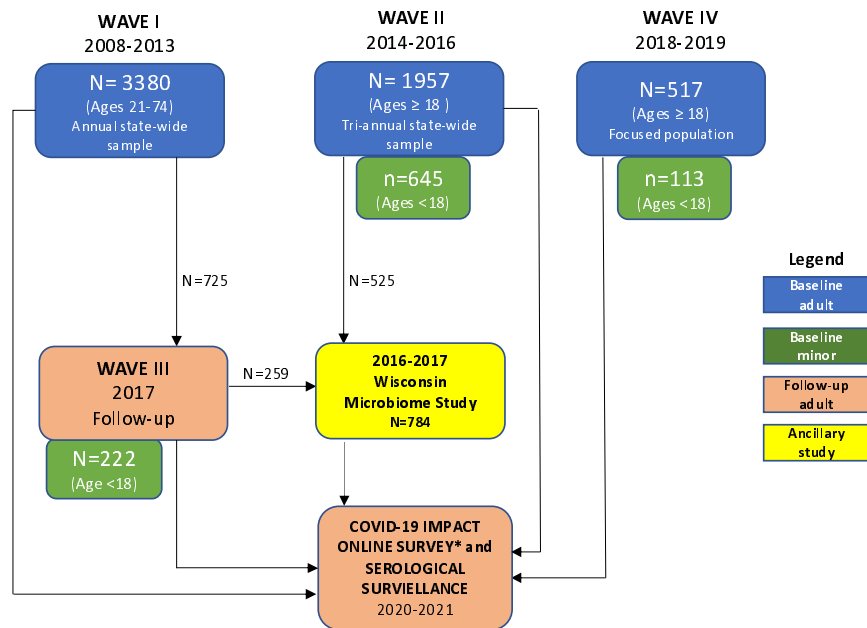 WAVE I
2008-2013
WAVE II
2014-2016
WAVE IV
2018-2019
N= 3380
(Ages 21-74)
Annual state-wide
sample
N= 1957
(Ages ≥ 18 )
Tri-annual state-wide
sample
N=517
(Ages ≥ 18)
Focused population
n=645
(Ages <18)
n=113
(Ages <18)
N=725
N=525
Legend
Baseline
adult
Baseline
minor
Follow-up
adult
Ancillary
study
WAVE III
2017
Follow-up
N=259
2016-2017
Wisconsin
Microbiome Study
N=784
N=222
(Age <18)
COVID-19 IMPACT
ONLINE SURVEY* and
SEROLOGICAL
SURVIELLANCE
2020-2021